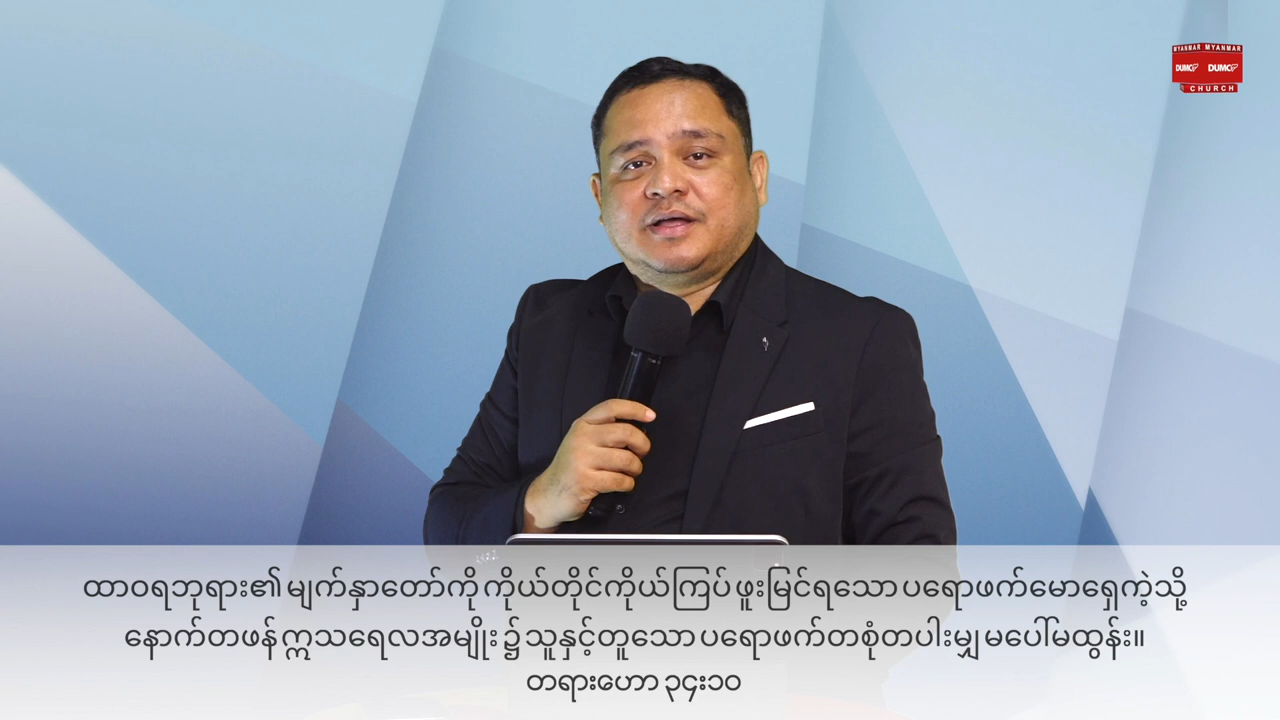 MYANMAR MYANMAR
DUMC DUMC
CHURCH
ထာဝရဘုရား၏ မျက်နှာတော်ကို ကိုယ်တိုင်ကိုယ်ကြပ် ဖူးမြင်ရသော ပရောဖက်မောရှေကဲ့သို့
နောက်တဖန် ဣသရေလအမျိုး ၌ သူနှင့်တူသော ပရောဖက်တစုံတပါးမျှ မပေါ်မထွန်း။
တရားဟော ၃၄း၁၀